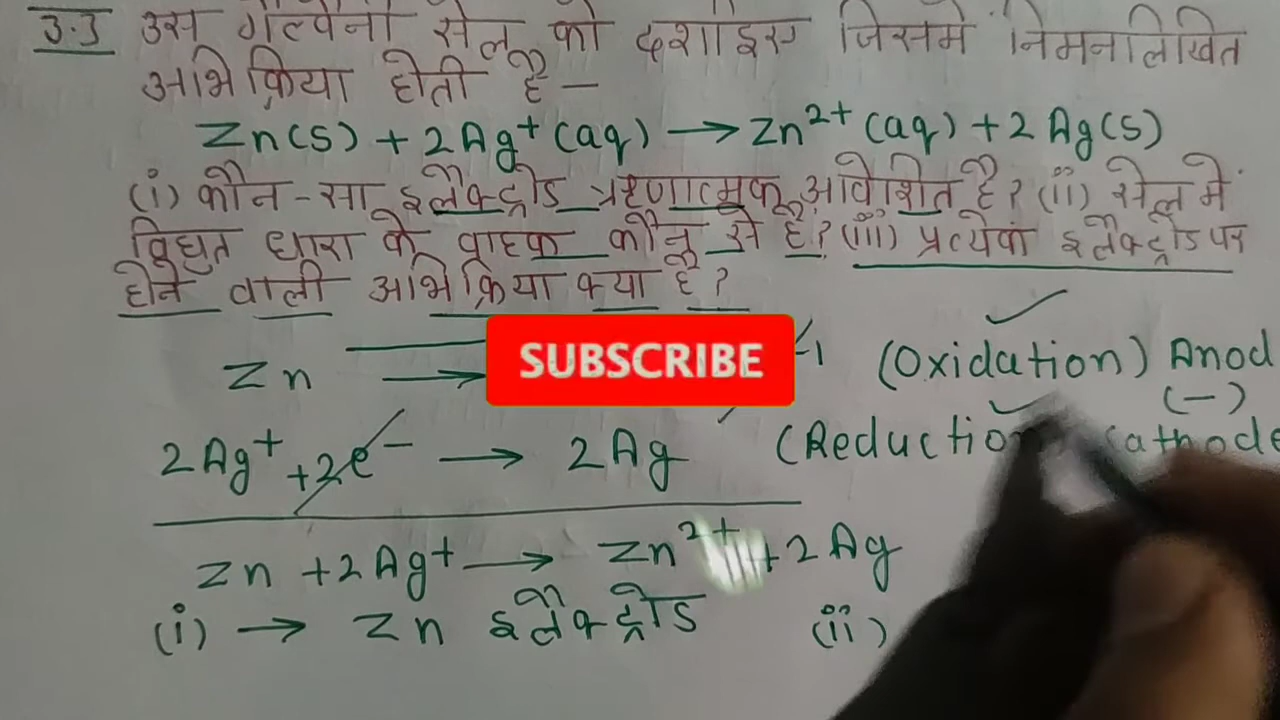 3.3 उस गैल्वेनी सेल को दर्शाइए जिसमें निमनलिखित
अभिक्रिया होती है –
Zn(s) + 2Ag⁺(aq) → Zn²⁺(aq) + 2Ag(s)
(i) कौन-सा इलैक्ट्रोड ऋणात्मक आवेशित है? (ii) सेल में
विधुत धारा के वाहक कौन से है? (iii) प्रत्येक इलैक्ट्रोड पर
होने वाली अभिक्रिया क्या है?
Zn → (Oxidation) Anod
(–)
SUBSCRIBE
2Ag⁺ + 2e⁻ → 2Ag (Reduction Cathode
Zn + 2Ag⁺ → Zn²⁺ + 2Ag
(i) → Zn इलैक्ट्रोड (ii)